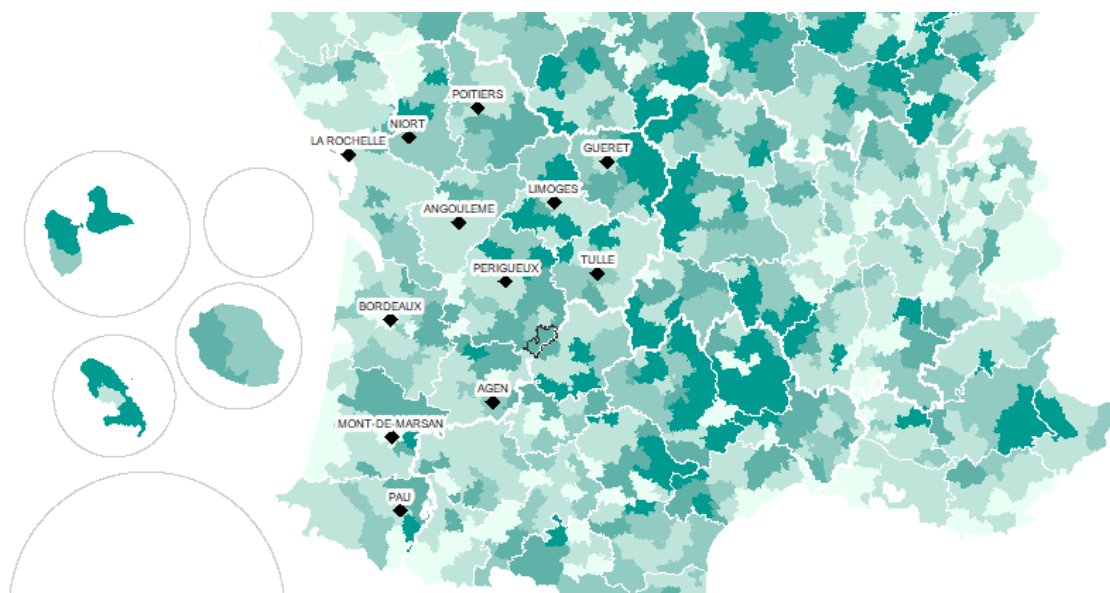 POITIERS
NIORT
LA ROCHELLE
GUERET
LIMOGES
ANGOULEME
TULLE
PERIGUEUX
BORDEAUX
AGEN
MONT-DE-MARSAN
PAU